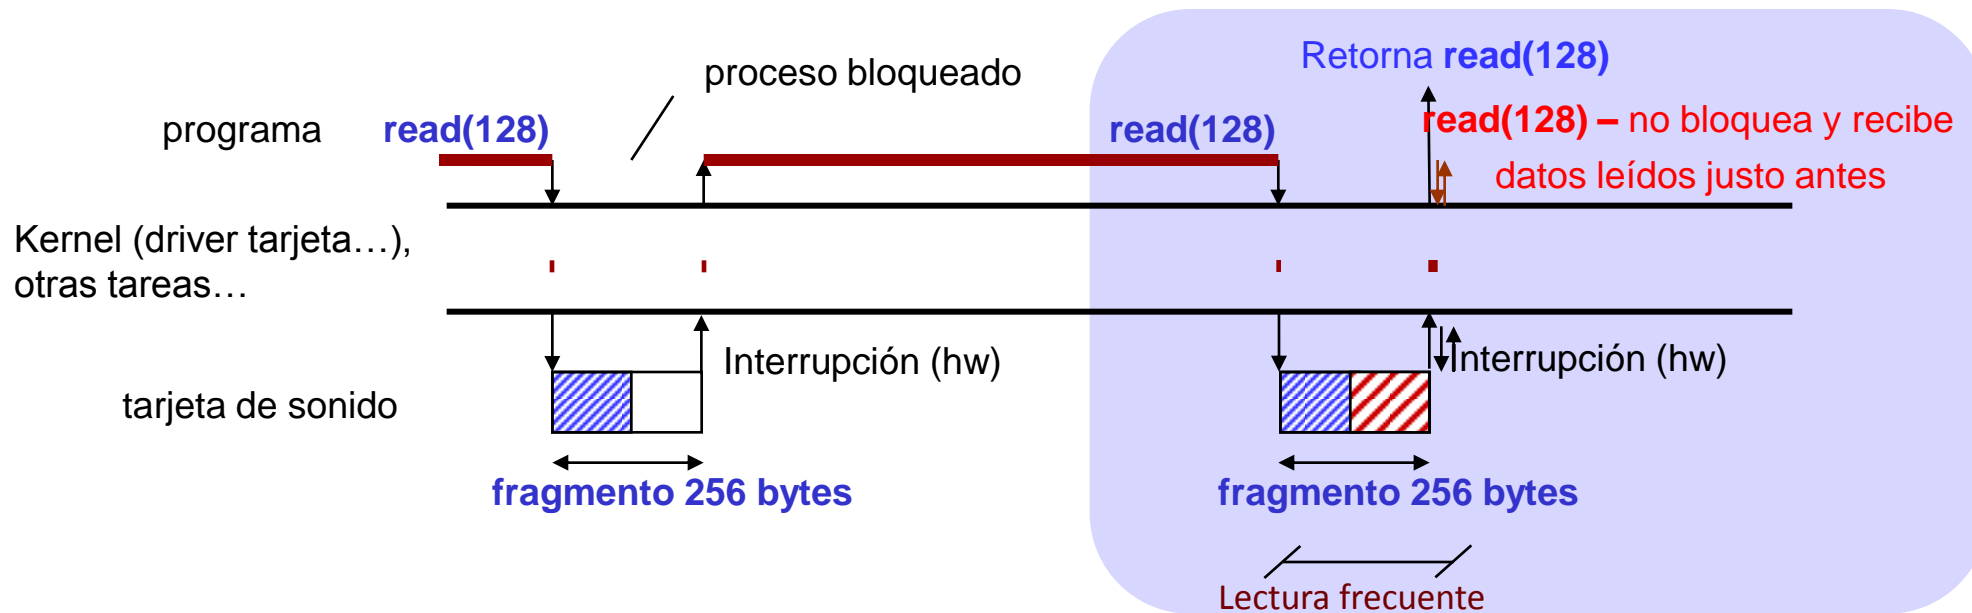 proceso bloqueado
Retorna read(128)
programa read(128)
read(128)
read(128) – no bloquea y recibe
datos leídos justo antes
Kernel (driver tarjeta…),
otras tareas…
Interrupción (hw)
Interrupción (hw)
tarjeta de sonido
fragmento 256 bytes
fragmento 256 bytes
Lectura frecuente